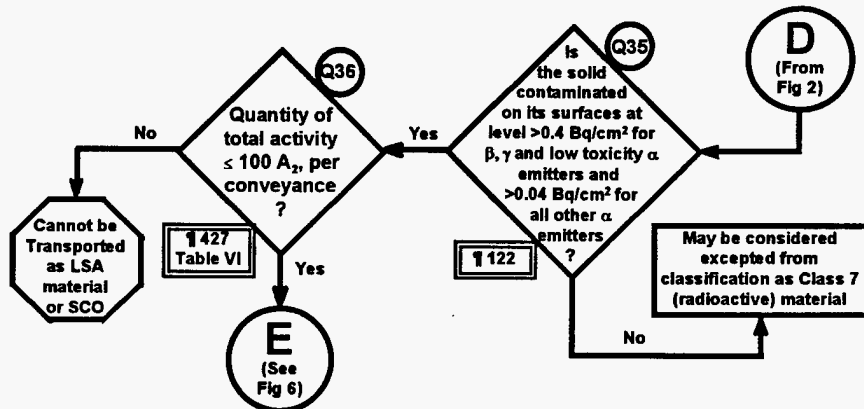 D
(From
Fig 2)
Q35
Is
the solid
contaminated
on its surfaces at
level >0.4 Bq/cm² for
β, γ and low toxicity α
emitters and
>0.04 Bq/cm² for
all other α
emitters
?
¶ 122
No
May be considered
excepted from
classification as Class 7
(radioactive) material
Yes
Q36
Quantity of
total activity
≤ 100 A₂, per
conveyance
?
¶ 427
Table VI
No
Cannot be
Transported
as LSA
material
or SCO
Yes
E
(See
Fig 6)